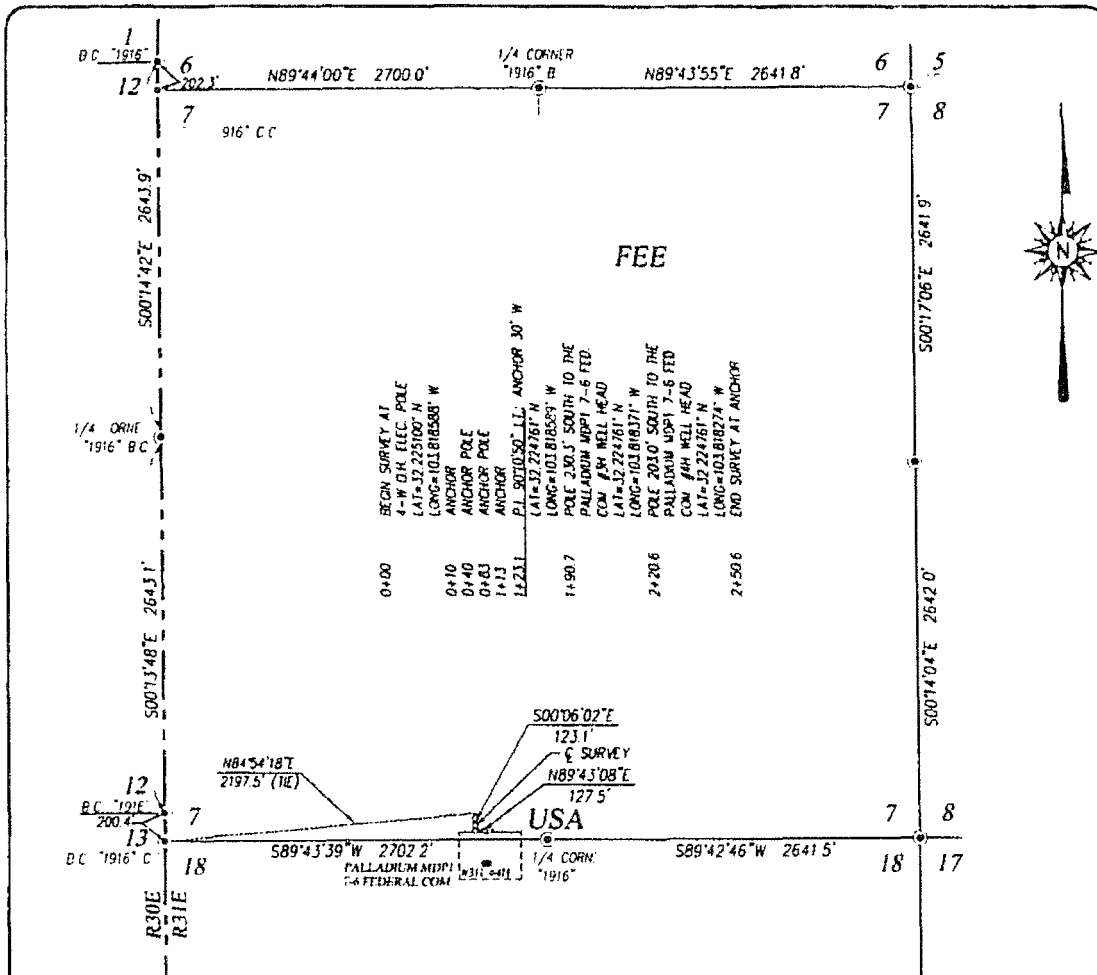 1
B C "1916"
6
12
202.3'
7
916" C C
N89°44'00"E 2700.0'
1/4 CORNER
"1916" B
N89°43'55"E 2641.8'
6
5
7
8
S00°14'42"E 2643.9'
FEE
S00°17'06"E 2641.9'
N
1/4 ORNE
"1916" B C
0+00 BEGIN SURVEY AT
4-W O.H. ELEC. POLE
LAT=32.225100° N
LONG=103.818588° W
0+10 ANCHOR
0+40 ANCHOR POLE
0+83 ANCHOR POLE
1+13 ANCHOR
1+23.1 P.I. 90°10'50" LT.: ANCHOR 30' W
LAT=32.224761° N
LONG=103.818589° W
1+90.7 POLE 230.3' SOUTH TO THE
PALLADIUM MDP1 7-6 FED.
COM #3H WELL HEAD
LAT=32.224761° N
LONG=103.818371° W
2+20.6 POLE 203.0' SOUTH TO THE
PALLADIUM MDP1 7-6 FED
COM #4H WELL HEAD
LAT=32.224761° N
LONG=103.818274° W
2+50.6 END SURVEY AT ANCHOR
S00°13'48"E 2643.1'
S00°14'04"E 2642.0'
S00°06'02"E
123.1'
℄ SURVEY
N89°43'08"E
127.5'
N84°54'18"E
2197.5' (TIE)
12
B C "191E"
200.4'
7
13
B C "1916" C
18
USA
7
8
S89°43'39"W 2702.2'
1/4 CORN.
"1916"
S89°42'46"W 2641.5'
18
17
PALLADIUM MDP1
7-6 FEDERAL COM
R30E
R31E